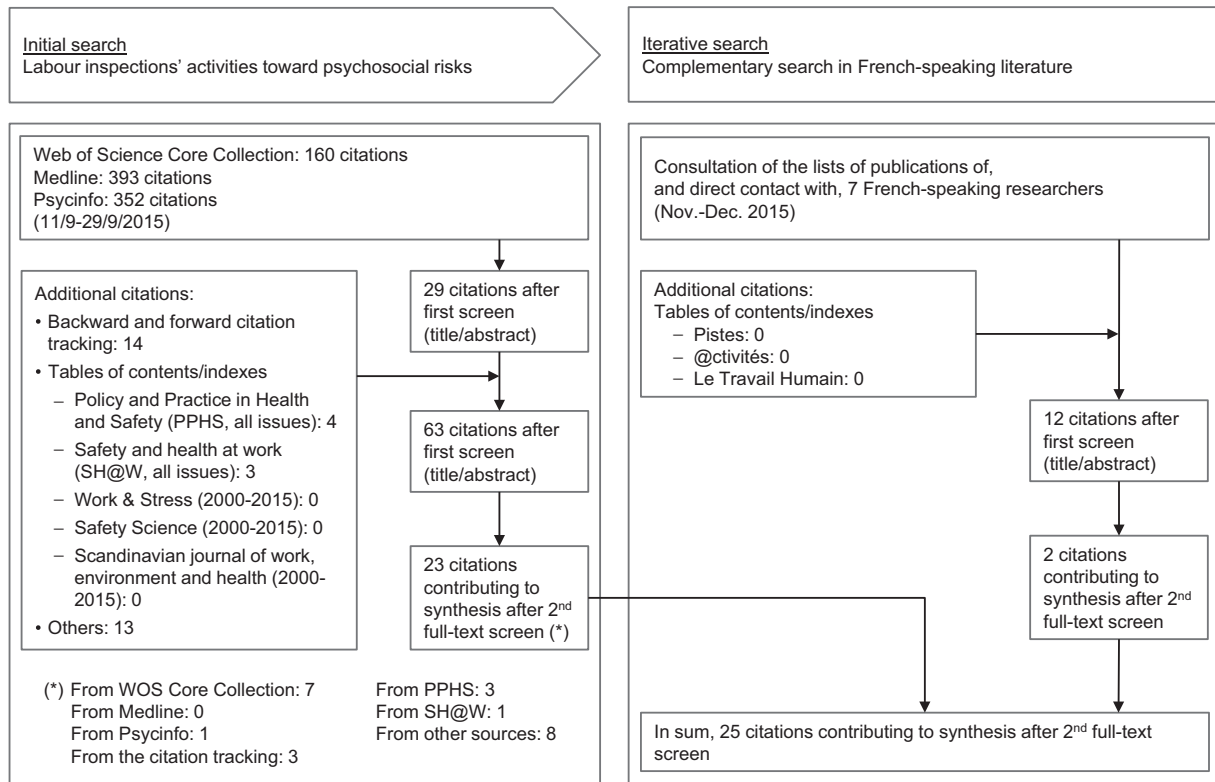 Initial search
Labour inspections' activities toward psychosocial risks
Iterative search
Complementary search in French-speaking literature
Web of Science Core Collection: 160 citations
Medline: 393 citations
Psycinfo: 352 citations
(11/9-29/9/2015)
29 citations after
first screen
(title/abstract)
Additional citations:
• Backward and forward citation
tracking: 14
• Tables of contents/indexes
– Policy and Practice in Health
and Safety (PPHS, all issues): 4
– Safety and health at work
(SH@W, all issues): 3
– Work & Stress (2000-2015): 0
– Safety Science (2000-2015): 0
– Scandinavian journal of work,
environment and health (2000-
2015): 0
• Others: 13
63 citations after
first screen
(title/abstract)
23 citations
contributing to
synthesis after 2nd
full-text screen (*)
(*) From WOS Core Collection: 7
From Medline: 0
From Psycinfo: 1
From the citation tracking: 3
From PPHS: 3
From SH@W: 1
From other sources: 8
Consultation of the lists of publications of,
and direct contact with, 7 French-speaking researchers
(Nov.-Dec. 2015)
Additional citations:
Tables of contents/indexes
– Pistes: 0
– @ctivités: 0
– Le Travail Humain: 0
12 citations after
first screen
(title/abstract)
2 citations
contributing to
synthesis after 2nd
full-text screen
In sum, 25 citations contributing to synthesis after 2nd full-text
screen